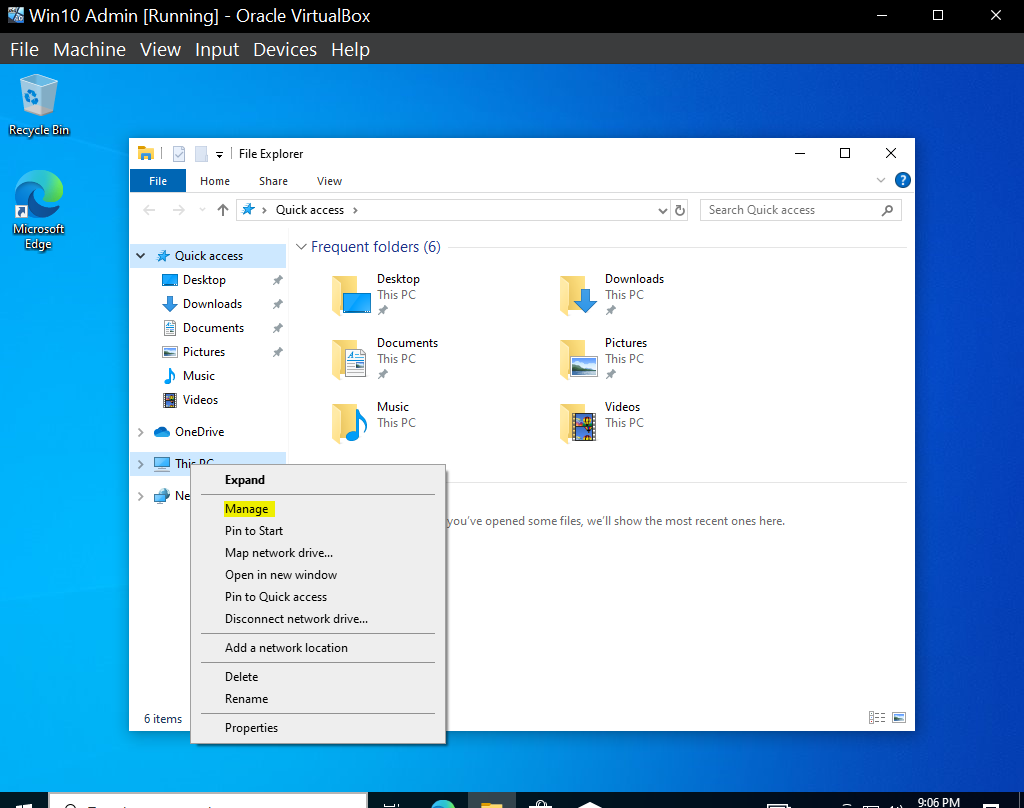 Win10 Admin [Running] - Oracle VirtualBox
File Machine View Input Devices Help
Recycle Bin
Microsoft
Edge
File Explorer
File Home Share View
Quick access
Search Quick access
Quick access
Desktop
Downloads
Documents
Pictures
Music
Videos
OneDrive
This PC
Frequent folders (6)
Desktop
This PC
Downloads
This PC
Documents
This PC
Pictures
This PC
Music
This PC
Videos
This PC
you've opened some files, we'll show the most recent ones here.
Expand
Manage
Pin to Start
Map network drive...
Open in new window
Pin to Quick access
Disconnect network drive...
Add a network location
Delete
Rename
Properties
6 items
9:06 PM